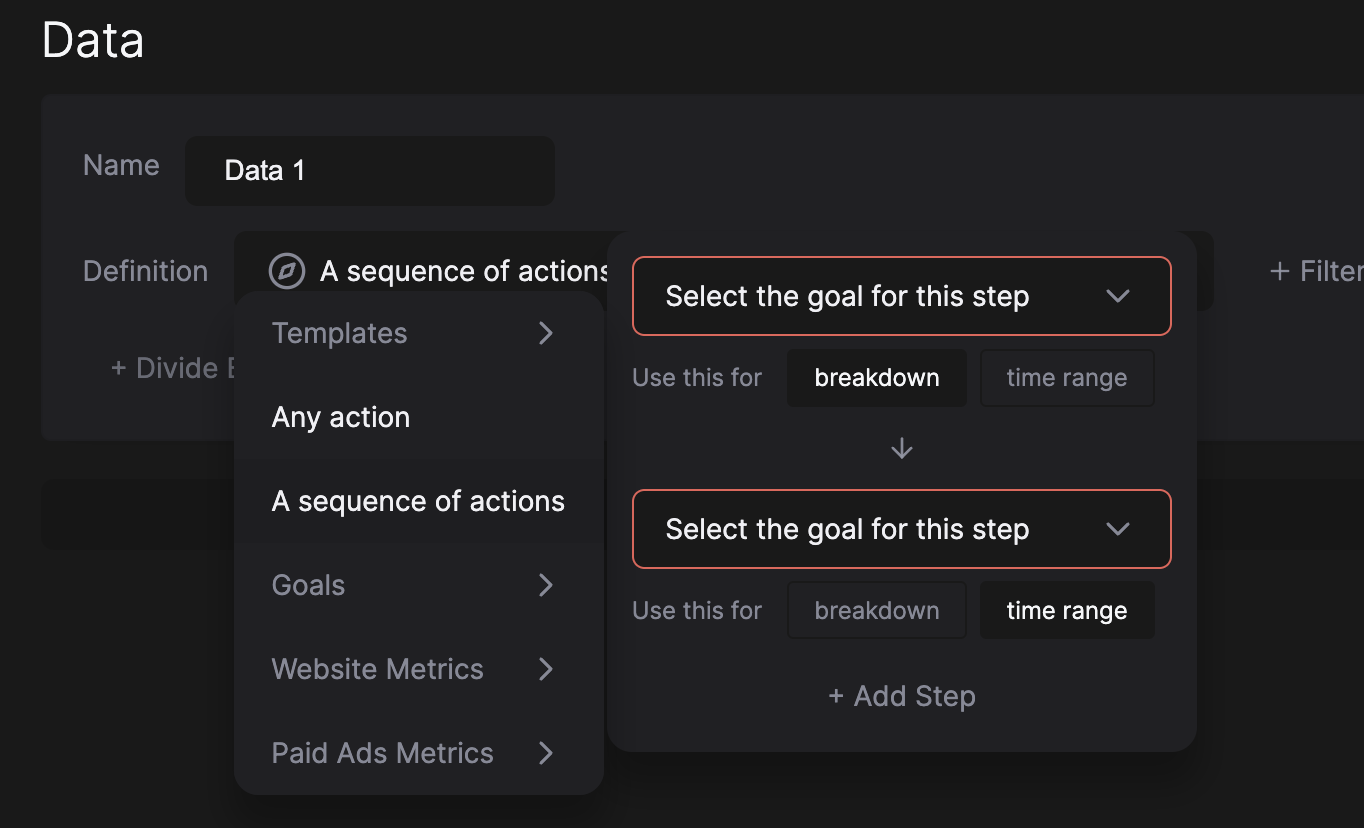 Data
Name
Data 1
Definition
A sequence of actions
+ Filter
+ Divide
Templates
Any action
A sequence of actions
Goals
Website Metrics
Paid Ads Metrics
Select the goal for this step
Use this for breakdown time range
Select the goal for this step
Use this for breakdown time range
+ Add Step